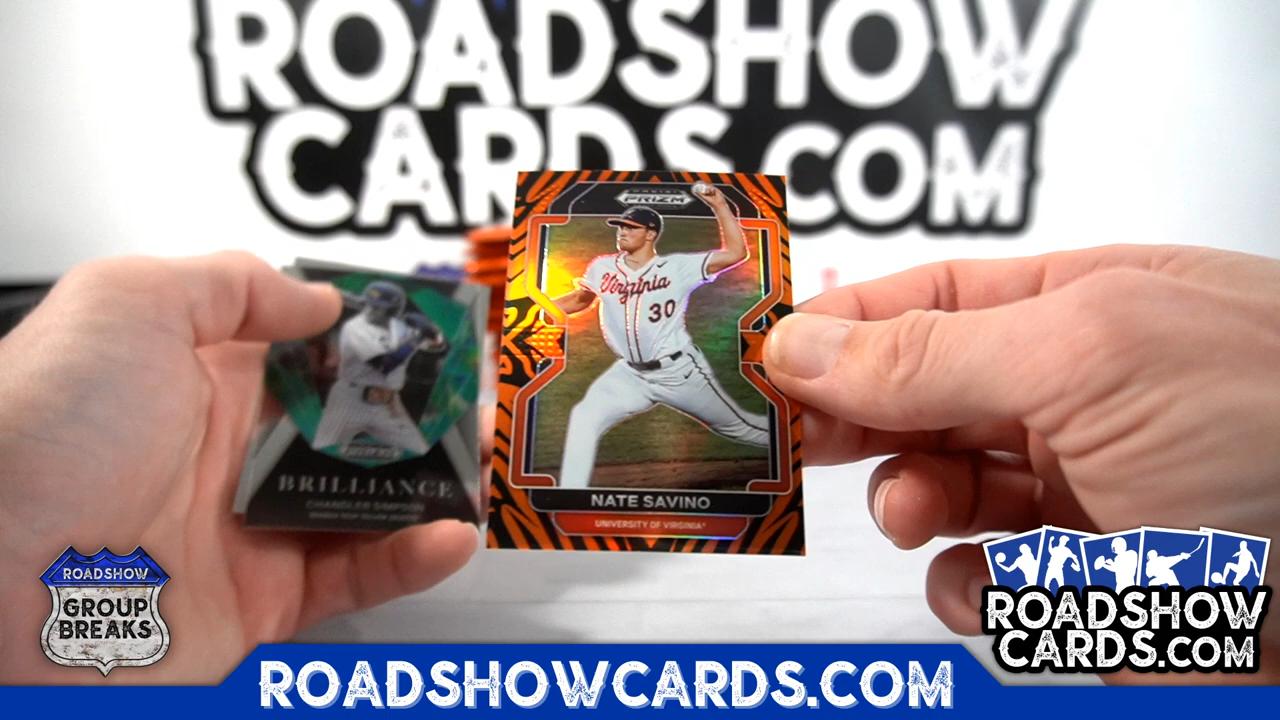 ROADSHOW
CARDS.COM
PANINI
PRIZM
Virginia
30
NATE SAVINO
UNIVERSITY OF VIRGINIA
BRILLIANCE
CHANDLER SIMPSON
ROADSHOW
GROUP
BREAKS
ROADSHOW
CARDS.COM
ROADSHOWCARDS.COM